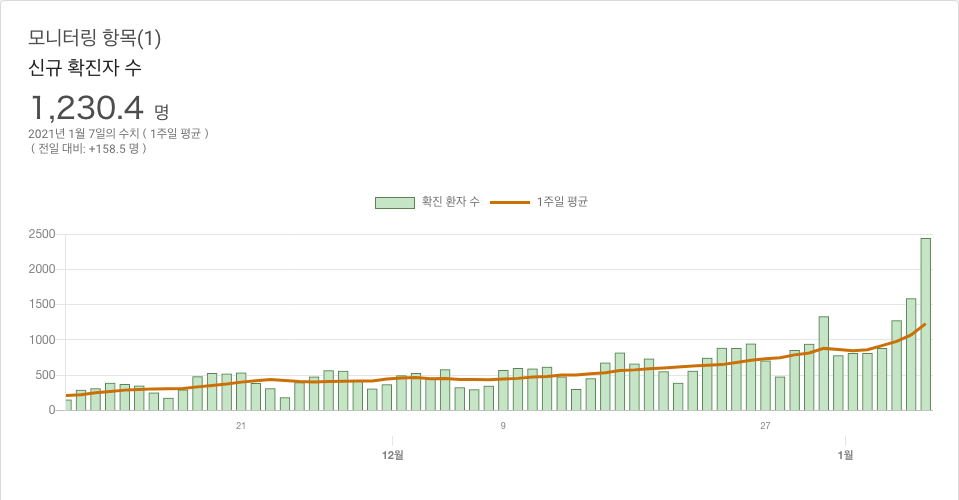 모니터링 항목(1)
신규 확진자 수
1,230.4 명
2021년 1월 7일의 수치 ( 1주일 평균 )
( 전일 대비: +158.5 명 )
확진 환자 수 1주일 평균
2500
2000
1500
1000
500
0
21 9 27
12월 1월